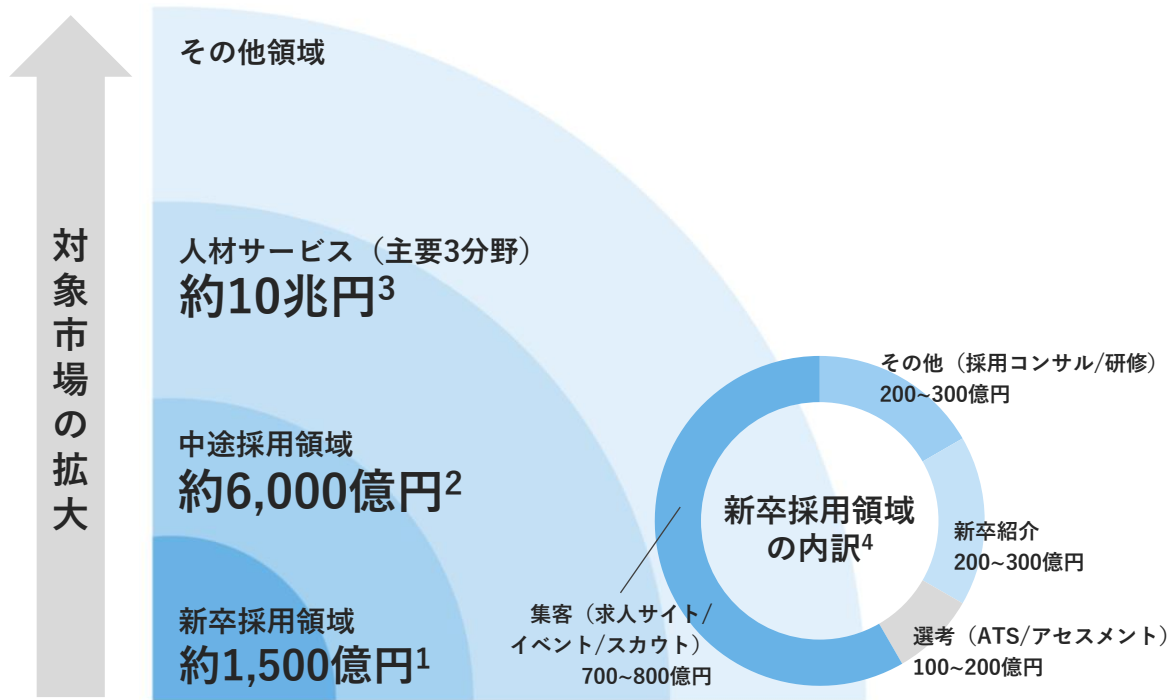 対象市場の拡大
その他領域
人材サービス（主要3分野）
約10兆円3
中途採用領域
約6,000億円2
新卒採用領域
約1,500億円1
新卒採用領域
の内訳4
その他（採用コンサル/研修）
200~300億円
新卒紹介
200~300億円
選考（ATS/アセスメント）
100~200億円
集客（求人サイト/
イベント/スカウト）
700~800億円